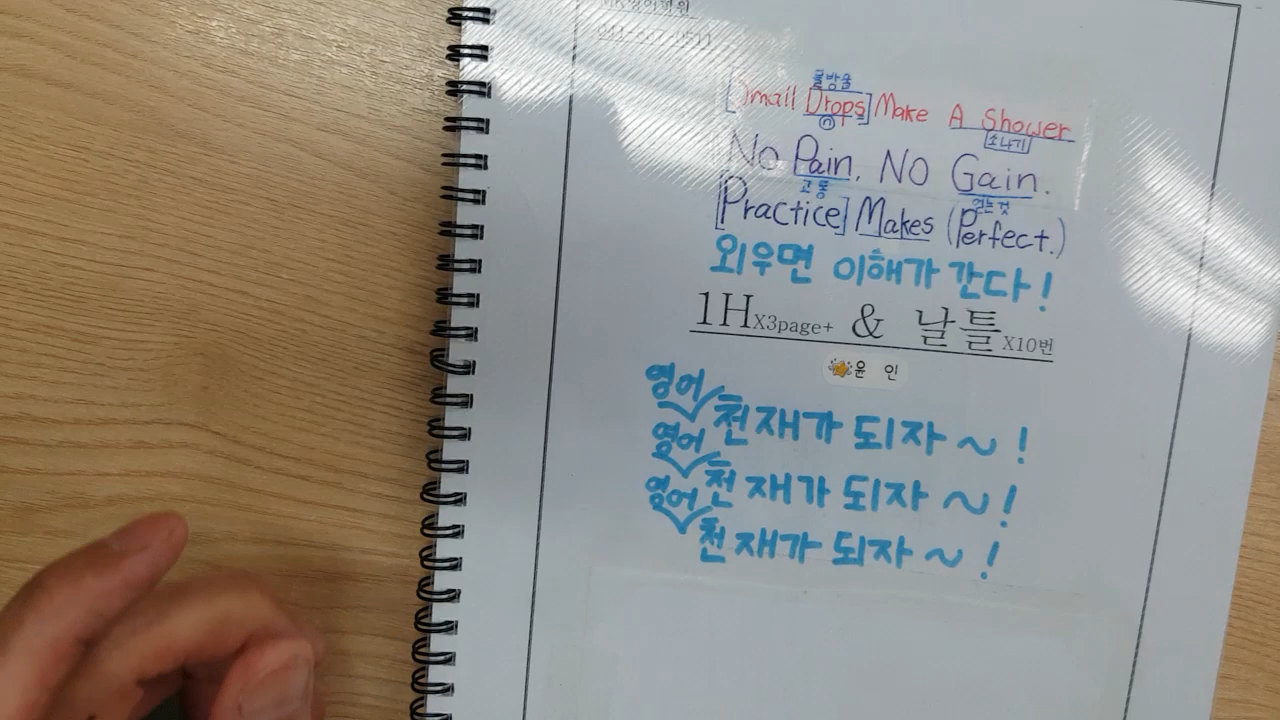 물방울
Small Drops Make A Shower
n
소나기
No Pain, NO Gain.
고통
얻는것
[Practice] Makes (Perfect.)
외우면 이해가 간다!
1H X3page+ & 날틀 X10번
윤 인
영어 천재가 되자~!
영어 천재가 되자~!
영어 천재가 되자~!